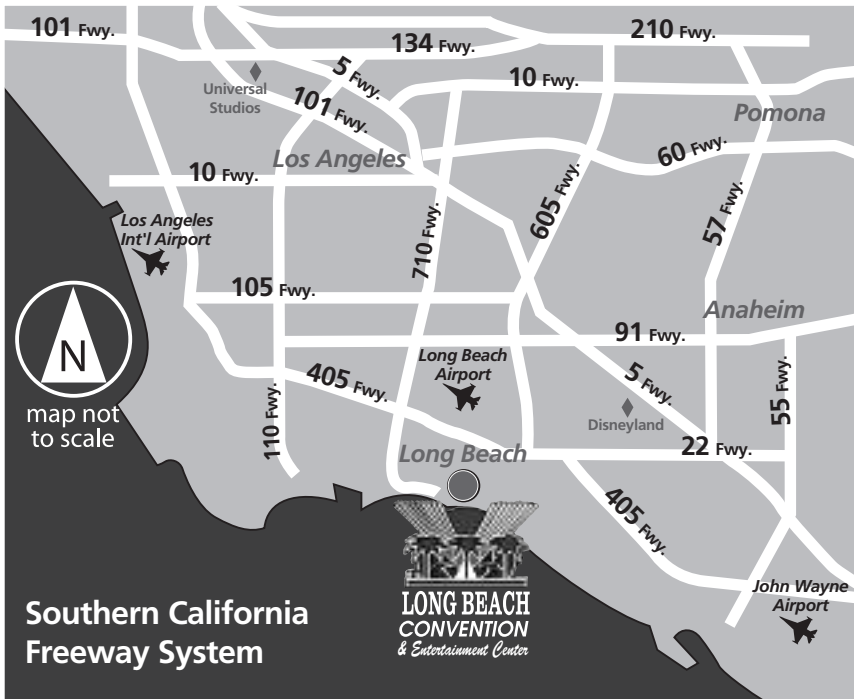 101 Fwy.
134 Fwy.
210 Fwy.
5 Fwy.
10 Fwy.
Universal
Studios
101 Fwy.
Pomona
Los Angeles
60 Fwy.
10 Fwy.
605 Fwy.
57 Fwy.
Los Angeles
Int'l Airport
710 Fwy.
105 Fwy.
Anaheim
91 Fwy.
N
map not
to scale
Long Beach
Airport
405 Fwy.
5 Fwy.
55 Fwy.
Disneyland
110 Fwy.
Long Beach
22 Fwy.
405 Fwy.
John Wayne
Airport
LONG BEACH
CONVENTION
& Entertainment Center
Southern California
Freeway System